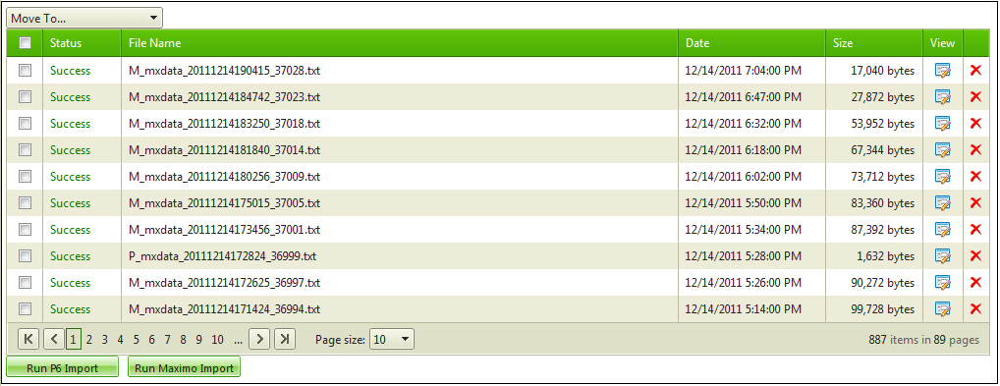 Move To...
Status File Name Date Size View
Success M_mxdata_20111214190415_37028.txt 12/14/2011 7:04:00 PM 17,040 bytes
Success M_mxdata_20111214184742_37023.txt 12/14/2011 6:47:00 PM 27,872 bytes
Success M_mxdata_20111214183250_37018.txt 12/14/2011 6:32:00 PM 53,952 bytes
Success M_mxdata_20111214181840_37014.txt 12/14/2011 6:18:00 PM 67,344 bytes
Success M_mxdata_20111214180256_37009.txt 12/14/2011 6:02:00 PM 73,712 bytes
Success M_mxdata_20111214175015_37005.txt 12/14/2011 5:50:00 PM 83,360 bytes
Success M_mxdata_20111214173456_37001.txt 12/14/2011 5:34:00 PM 87,392 bytes
Success P_mxdata_20111214172824_36999.txt 12/14/2011 5:28:00 PM 1,632 bytes
Success M_mxdata_20111214172625_36997.txt 12/14/2011 5:26:00 PM 90,272 bytes
Success M_mxdata_20111214171424_36994.txt 12/14/2011 5:14:00 PM 99,728 bytes
1 2 3 4 5 6 7 8 9 10 ... Page size: 10 887 items in 89 pages
Run P6 Import Run Maximo Import